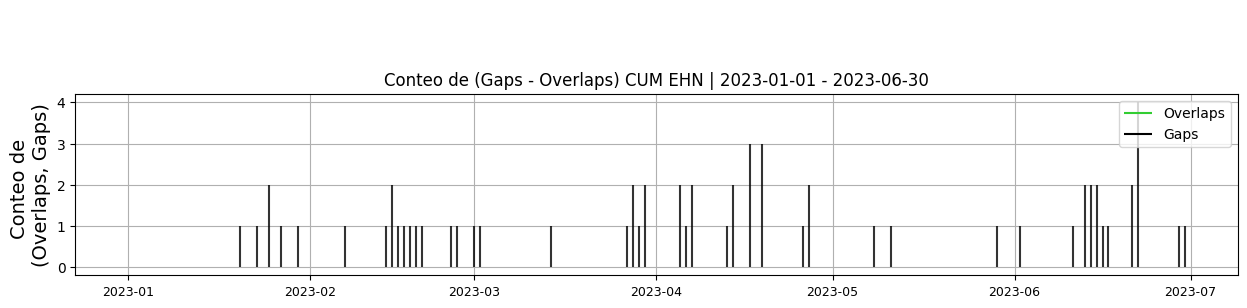 Conteo de (Gaps - Overlaps) CUM EHN | 2023-01-01 - 2023-06-30
Conteo de
(Overlaps, Gaps)
4
3
2
1
0
Overlaps
Gaps
2023-01 2023-02 2023-03 2023-04 2023-05 2023-06 2023-07